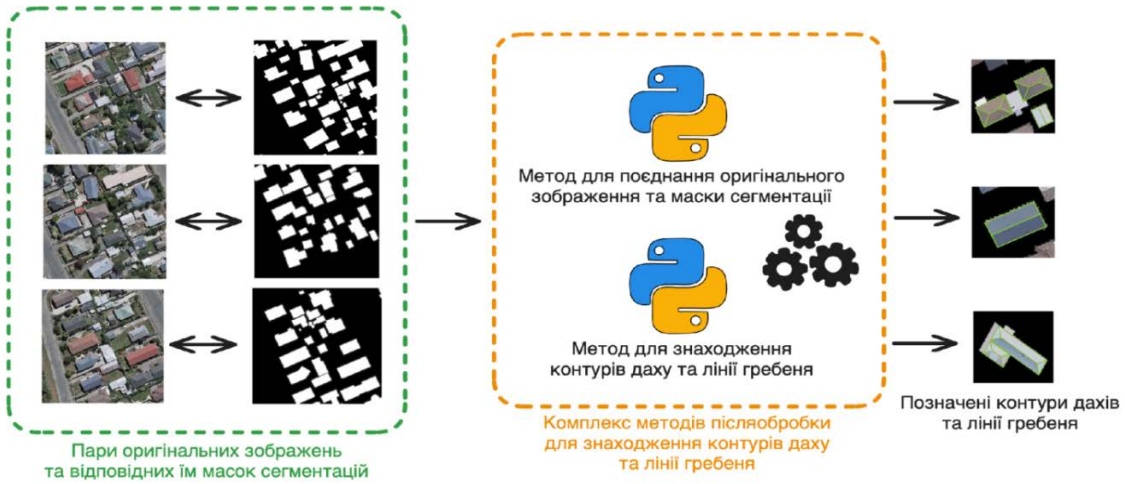 Метод для поєднання оригінального
зображення та маски сегментації
Метод для знаходження
контурів даху та лінії гребеня
Позначені контури дахів
та лінії гребеня
Пари оригінальних зображень
та відповідних їм масок сегментацій
Комплекс методів післяобробки
для знаходження контурів даху
та лінії гребеня